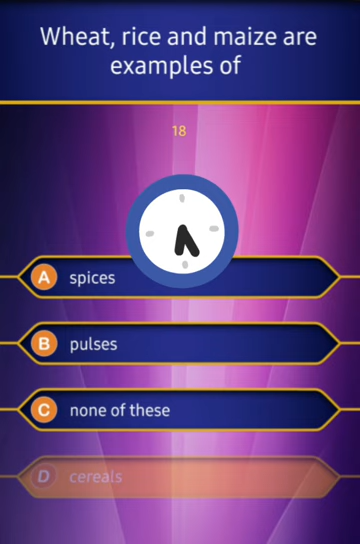 Wheat, rice and maize are
examples of
18
A spices
B pulses
C none of these
D cereals